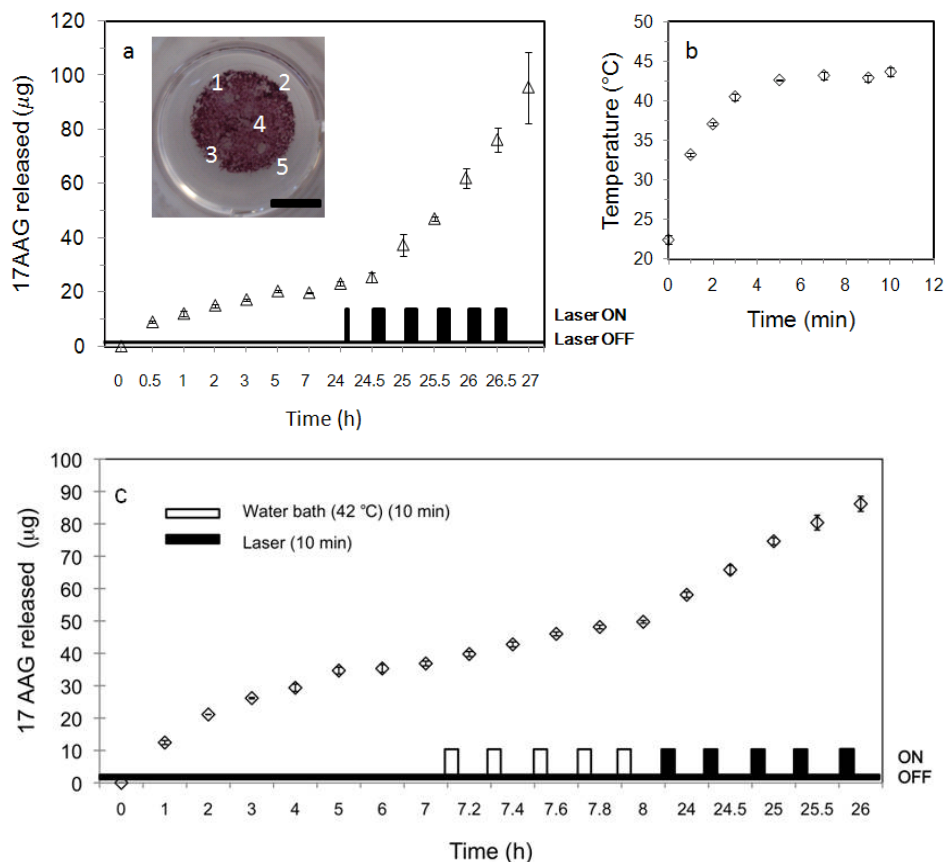 a
17AAG released (µg)
120
100
80
60
40
20
0
1
2
4
3
5
Laser ON
Laser OFF
0 0.5 1 2 3 5 7 24 24.5 25 25.5 26 26.5 27
Time (h)
b
Temperature (°C)
50
45
40
35
30
25
20
0 2 4 6 8 10 12
Time (min)
C
17 AAG released (µg)
100
90
80
70
60
50
40
30
20
10
0
Water bath (42 °C) (10 min)
Laser (10 min)
ON
OFF
0 1 2 3 4 5 6 7 7.2 7.4 7.6 7.8 8 24 24.5 25 25.5 26
Time (h)